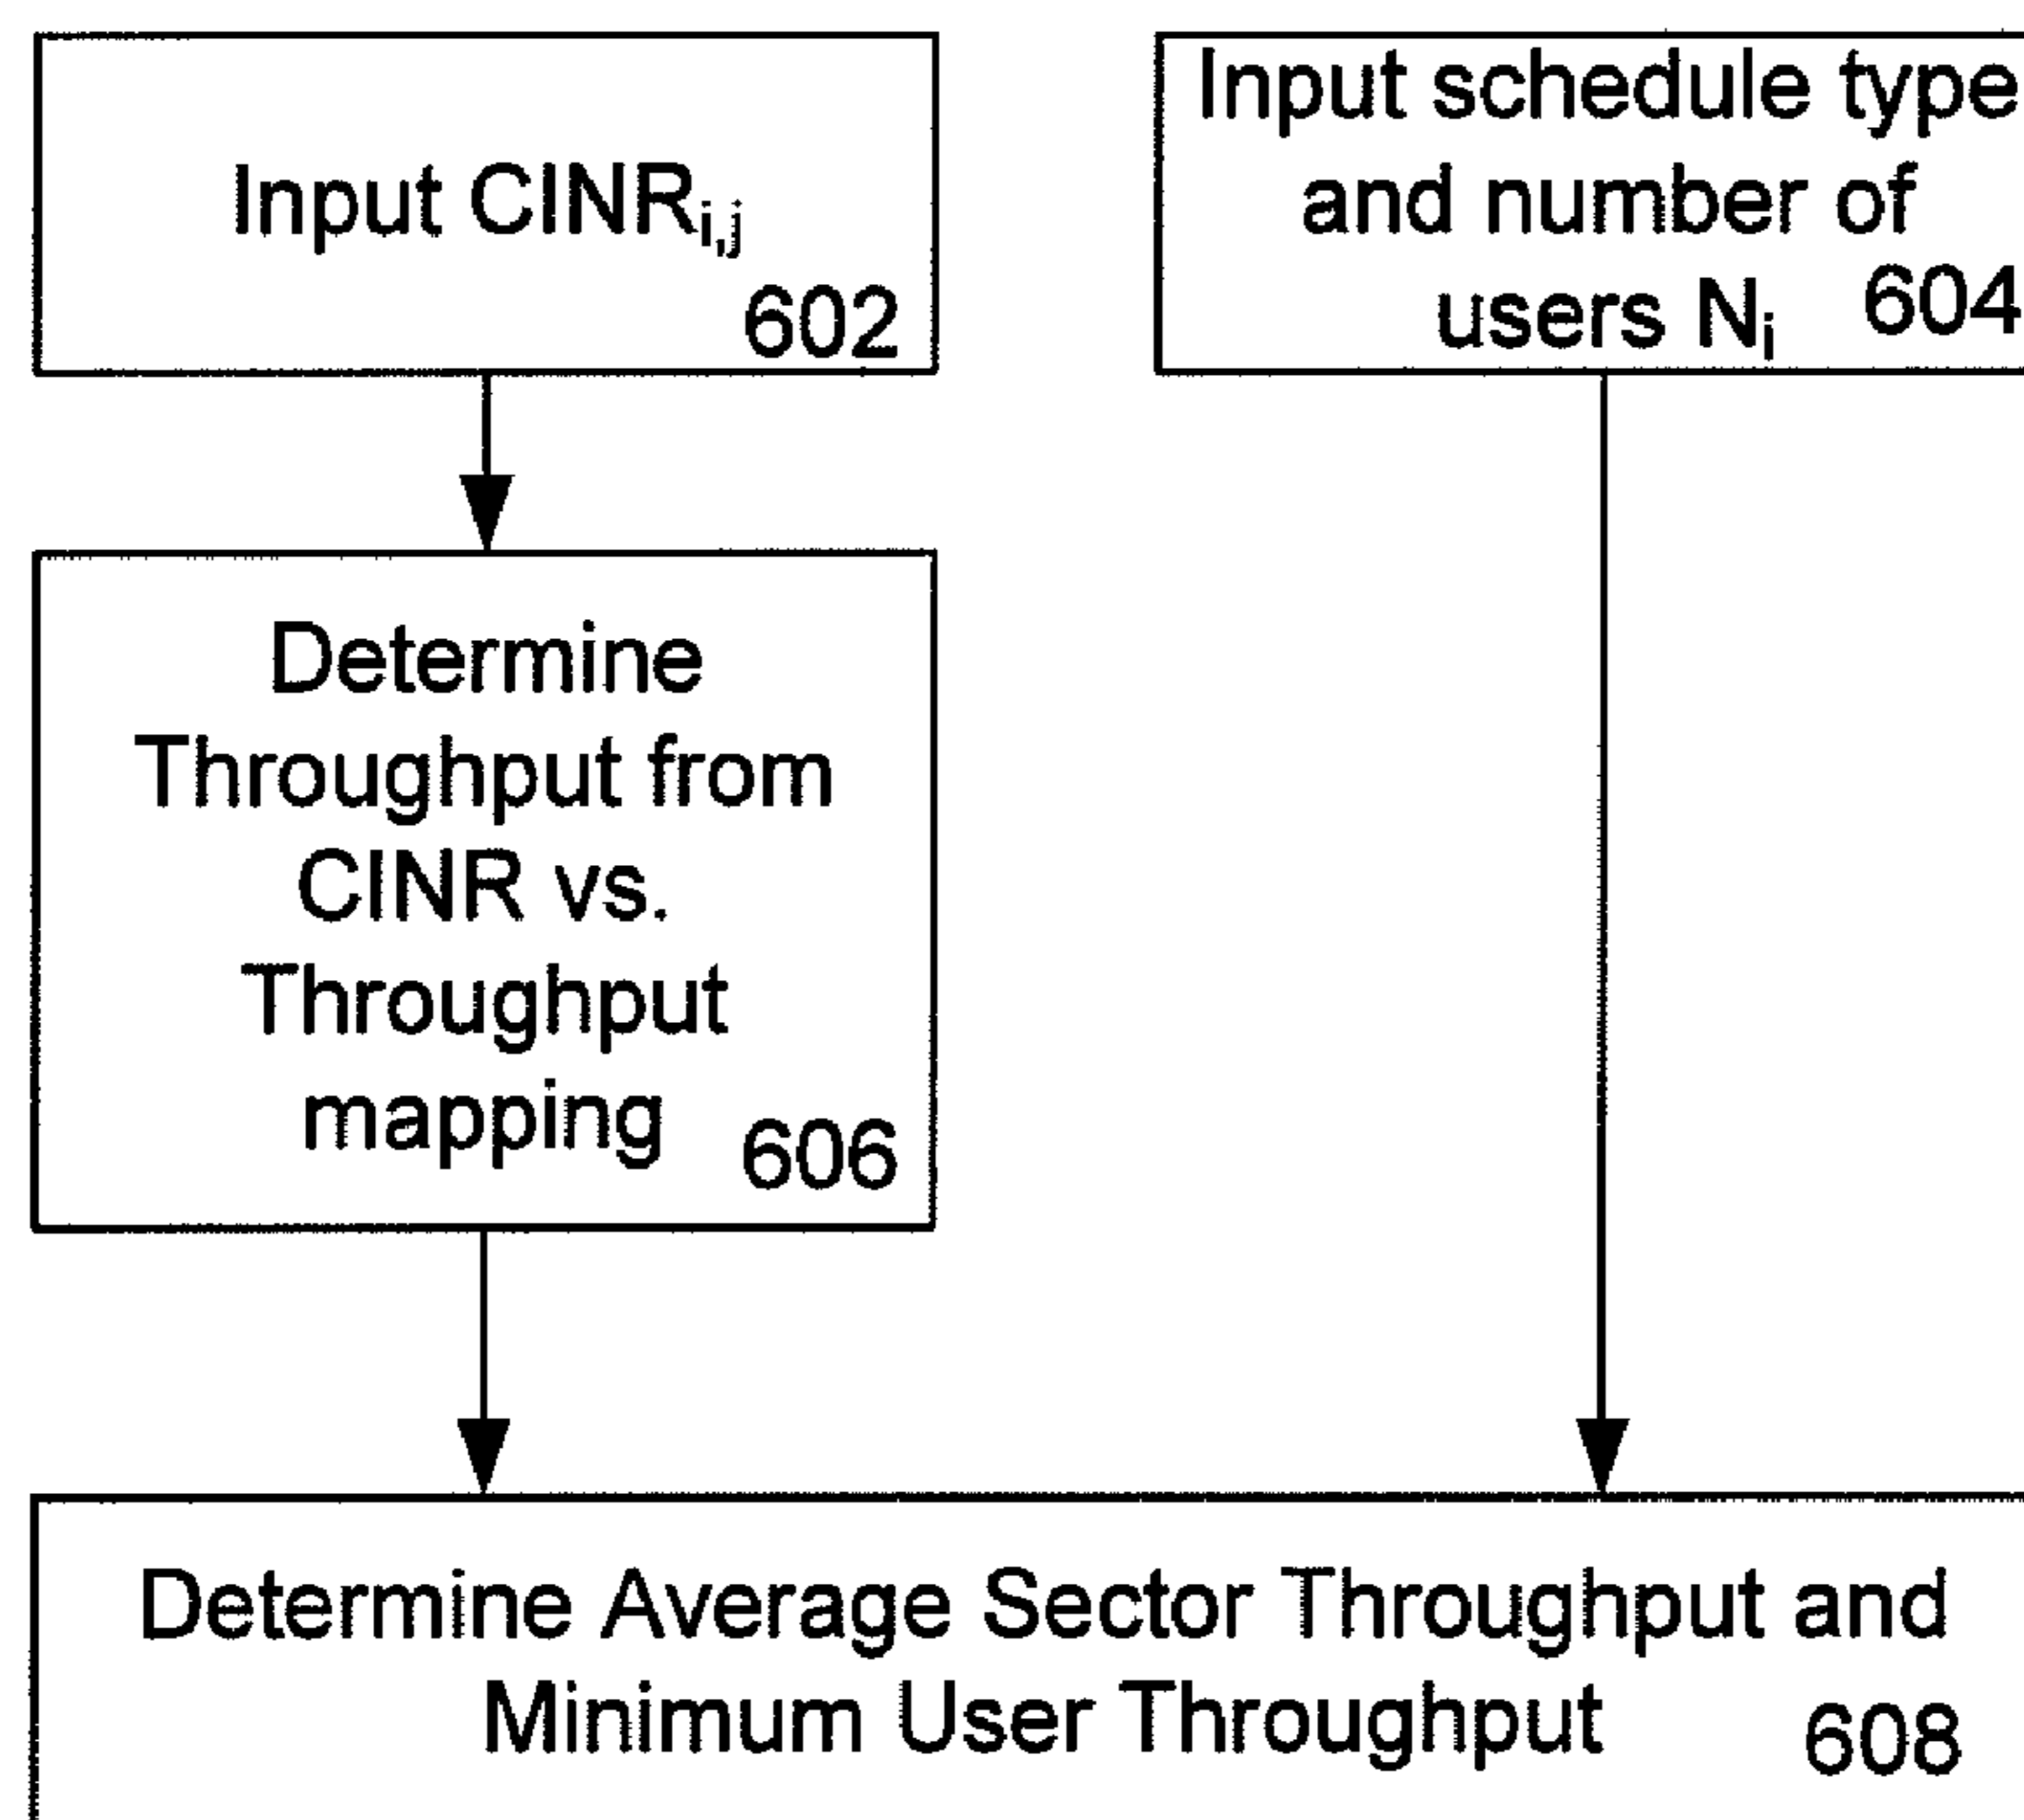 Input CINRi,j
602
Input schedule type
and number of
users Ni 604
Determine
Throughput from
CINR vs.
Throughput
mapping 606
Determine Average Sector Throughput and
Minimum User Throughput 608